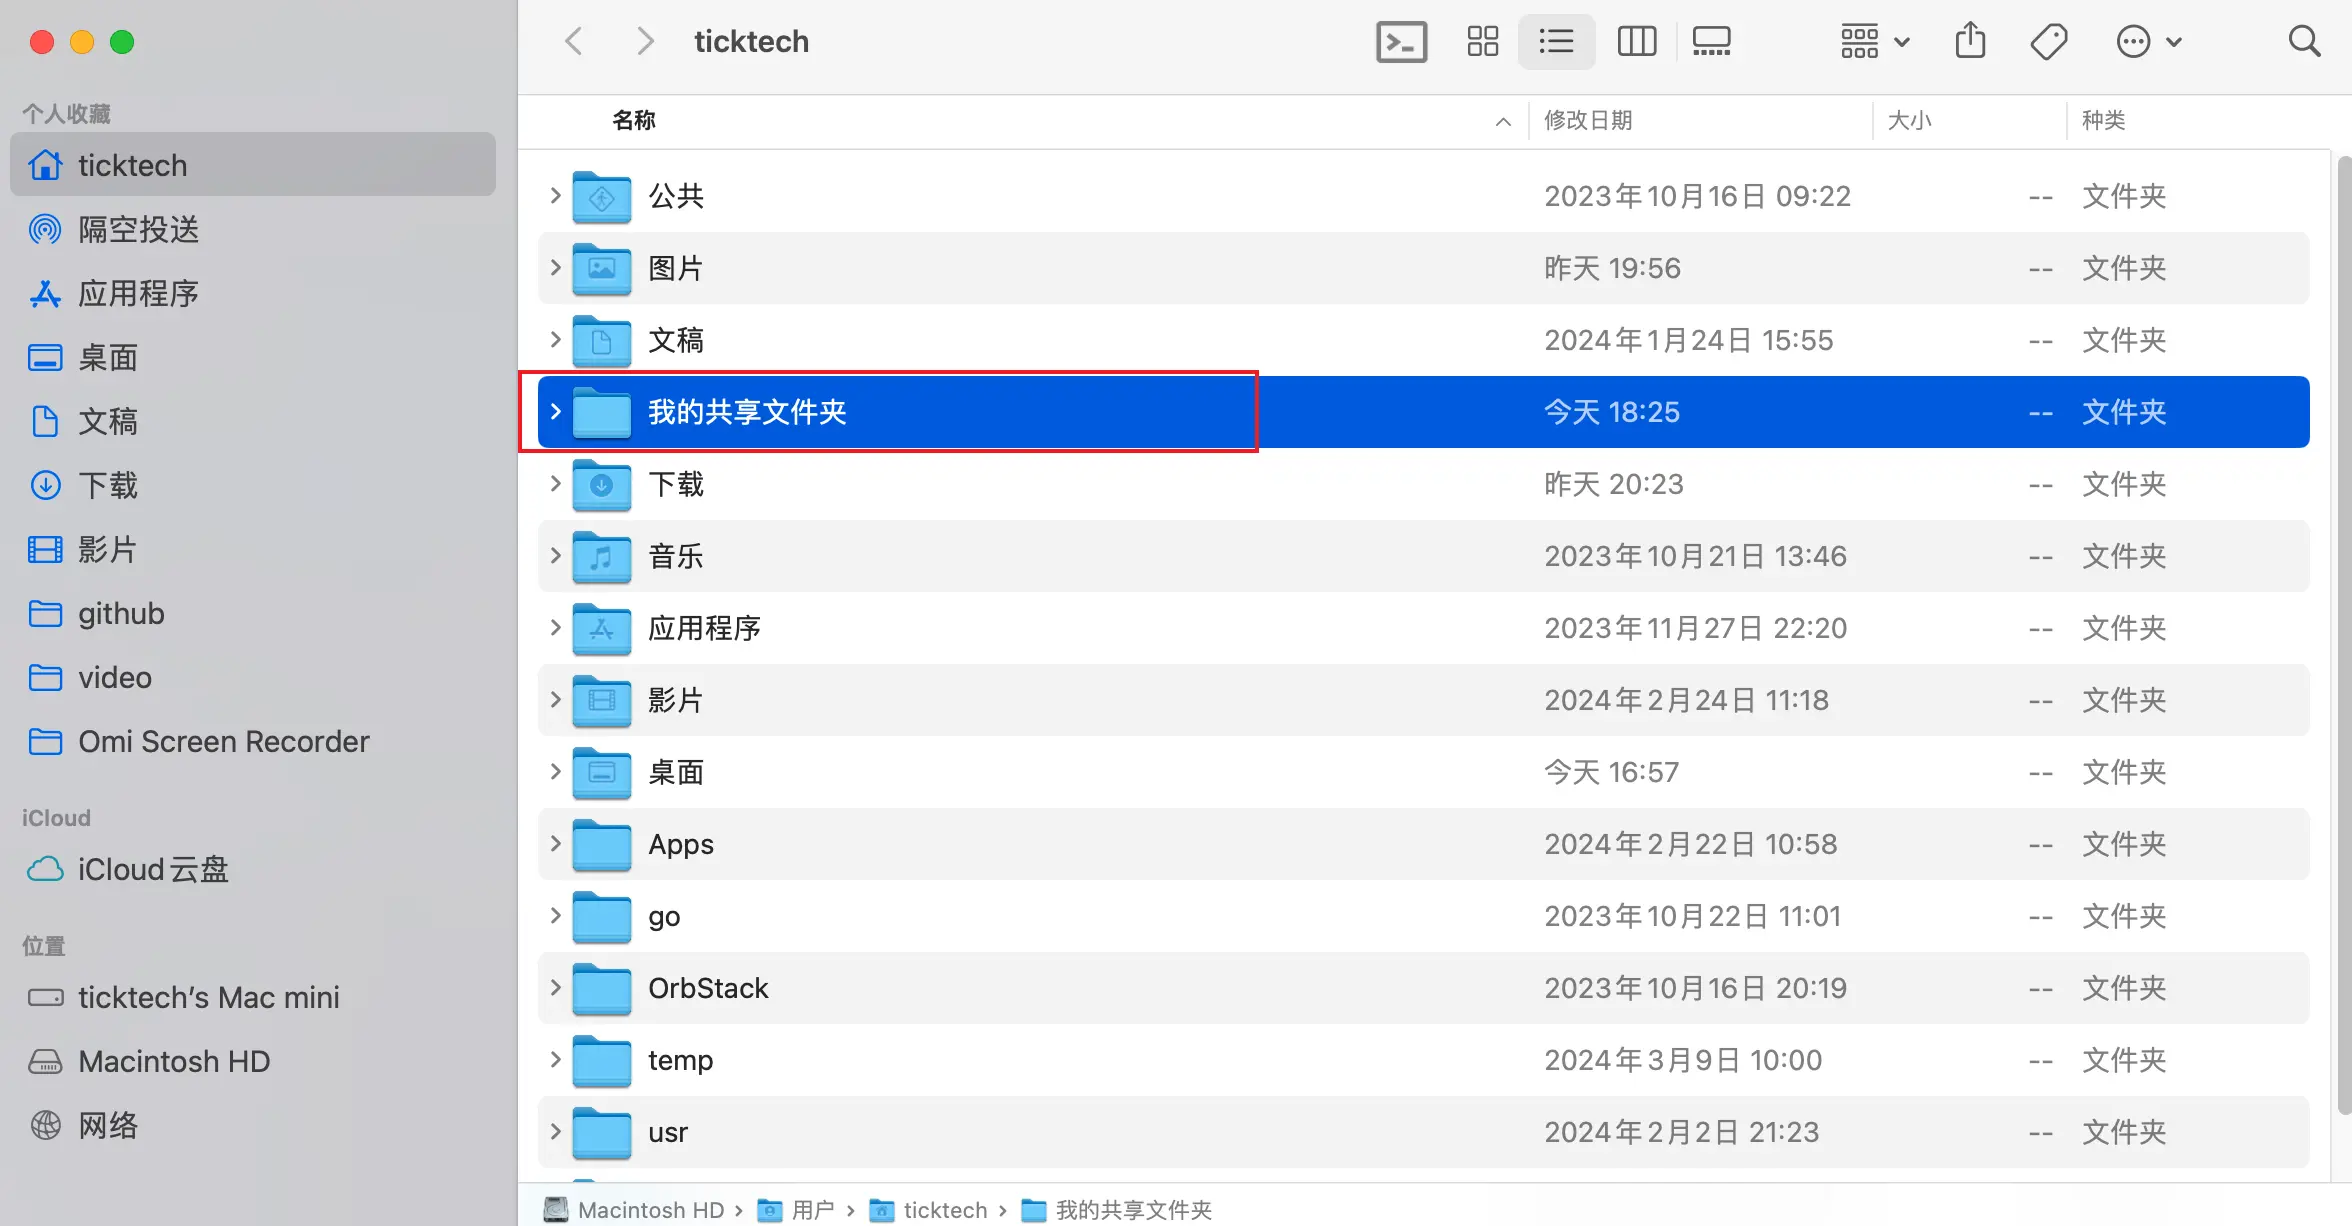 ticktech
个人收藏
ticktech
隔空投送
应用程序
桌面
文稿
下载
影片
github
video
Omi Screen Recorder
iCloud
iCloud云盘
位置
ticktech’s Mac mini
Macintosh HD
网络
名称 修改日期 大小 种类
公共 2023年10月16日 09:22 -- 文件夹
图片 昨天 19:56 -- 文件夹
文稿 2024年1月24日 15:55 -- 文件夹
我的共享文件夹 今天 18:25 -- 文件夹
下载 昨天 20:23 -- 文件夹
音乐 2023年10月21日 13:46 -- 文件夹
应用程序 2023年11月27日 22:20 -- 文件夹
影片 2024年2月24日 11:18 -- 文件夹
桌面 今天 16:57 -- 文件夹
Apps 2024年2月22日 10:58 -- 文件夹
go 2023年10月22日 11:01 -- 文件夹
OrbStack 2023年10月16日 20:19 -- 文件夹
temp 2024年3月9日 10:00 -- 文件夹
usr 2024年2月2日 21:23 -- 文件夹
Macintosh HD › 用户 › ticktech › 我的共享文件夹